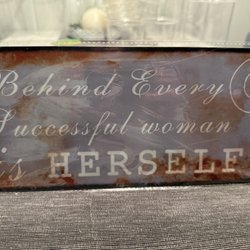 Behind Every
Successful woman
is HERSELF